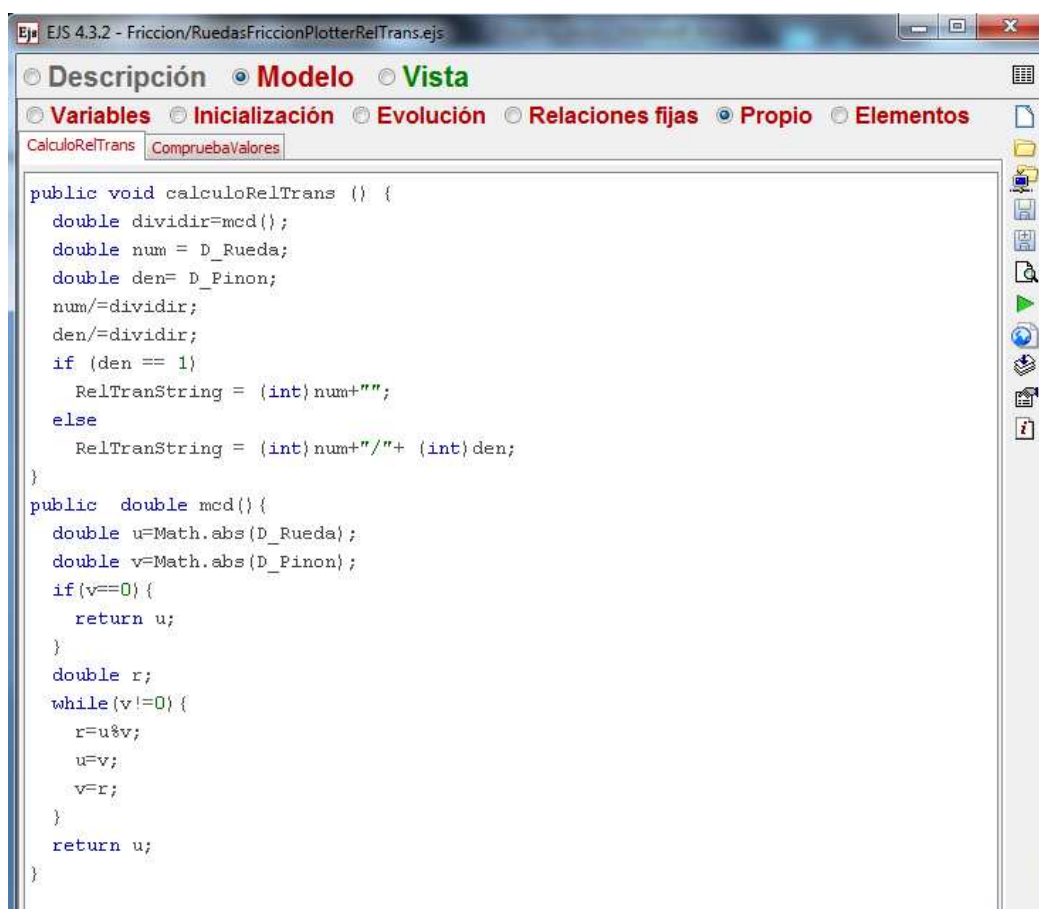 EJS 4.3.2 - Friccion/RuedasFriccionPlotterRelTrans.ejs
Descripción Modelo Vista
Variables Inicialización Evolución Relaciones fijas Propio Elementos
CalculoRelTrans CompruebaValores
public void calculoRelTrans () {
  double dividir=mcd();
  double num = D_Rueda;
  double den= D_Pinon;
  num/=dividir;
  den/=dividir;
  if (den == 1)
    RelTranString = (int)num+"";
  else
    RelTranString = (int)num+"/"+ (int)den;
}
public  double mcd(){
  double u=Math.abs(D_Rueda);
  double v=Math.abs(D_Pinon);
  if(v==0){
    return u;
  }
  double r;
  while(v!=0){
    r=u%v;
    u=v;
    v=r;
  }
  return u;
}